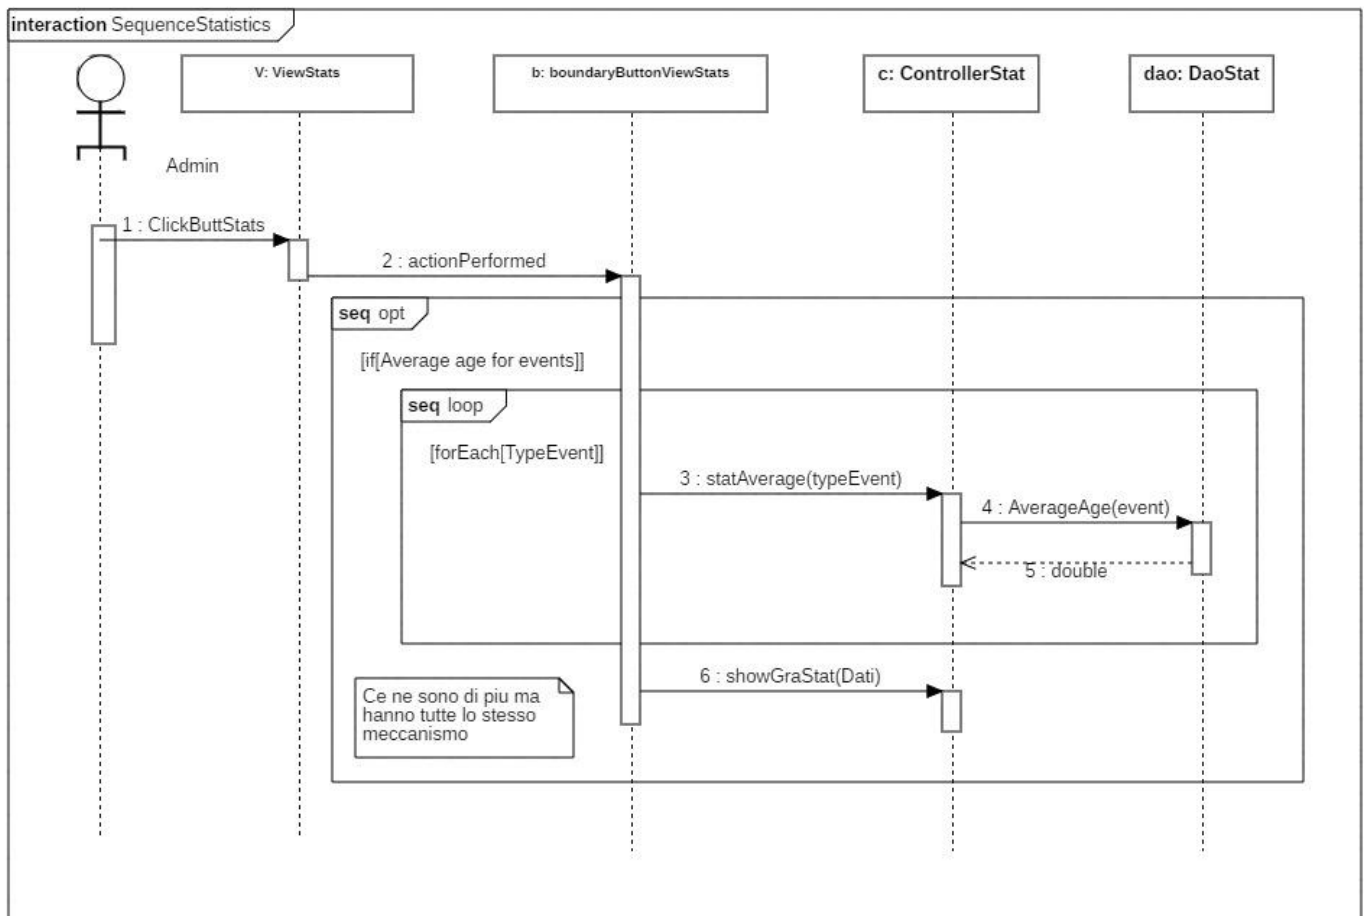 interaction SequenceStatistics
V: ViewStats
b: boundaryButtonViewStats
c: ControllerStat
dao: DaoStat
Admin
1 : ClickButtStats
2 : actionPerformed
seq opt
[if[Average age for events]]
seq loop
[forEach[TypeEvent]]
3 : statAverage(typeEvent)
4 : AverageAge(event)
5 : double
6 : showGraStat(Dati)
Ce ne sono di piu ma
hanno tutte lo stesso
meccanismo